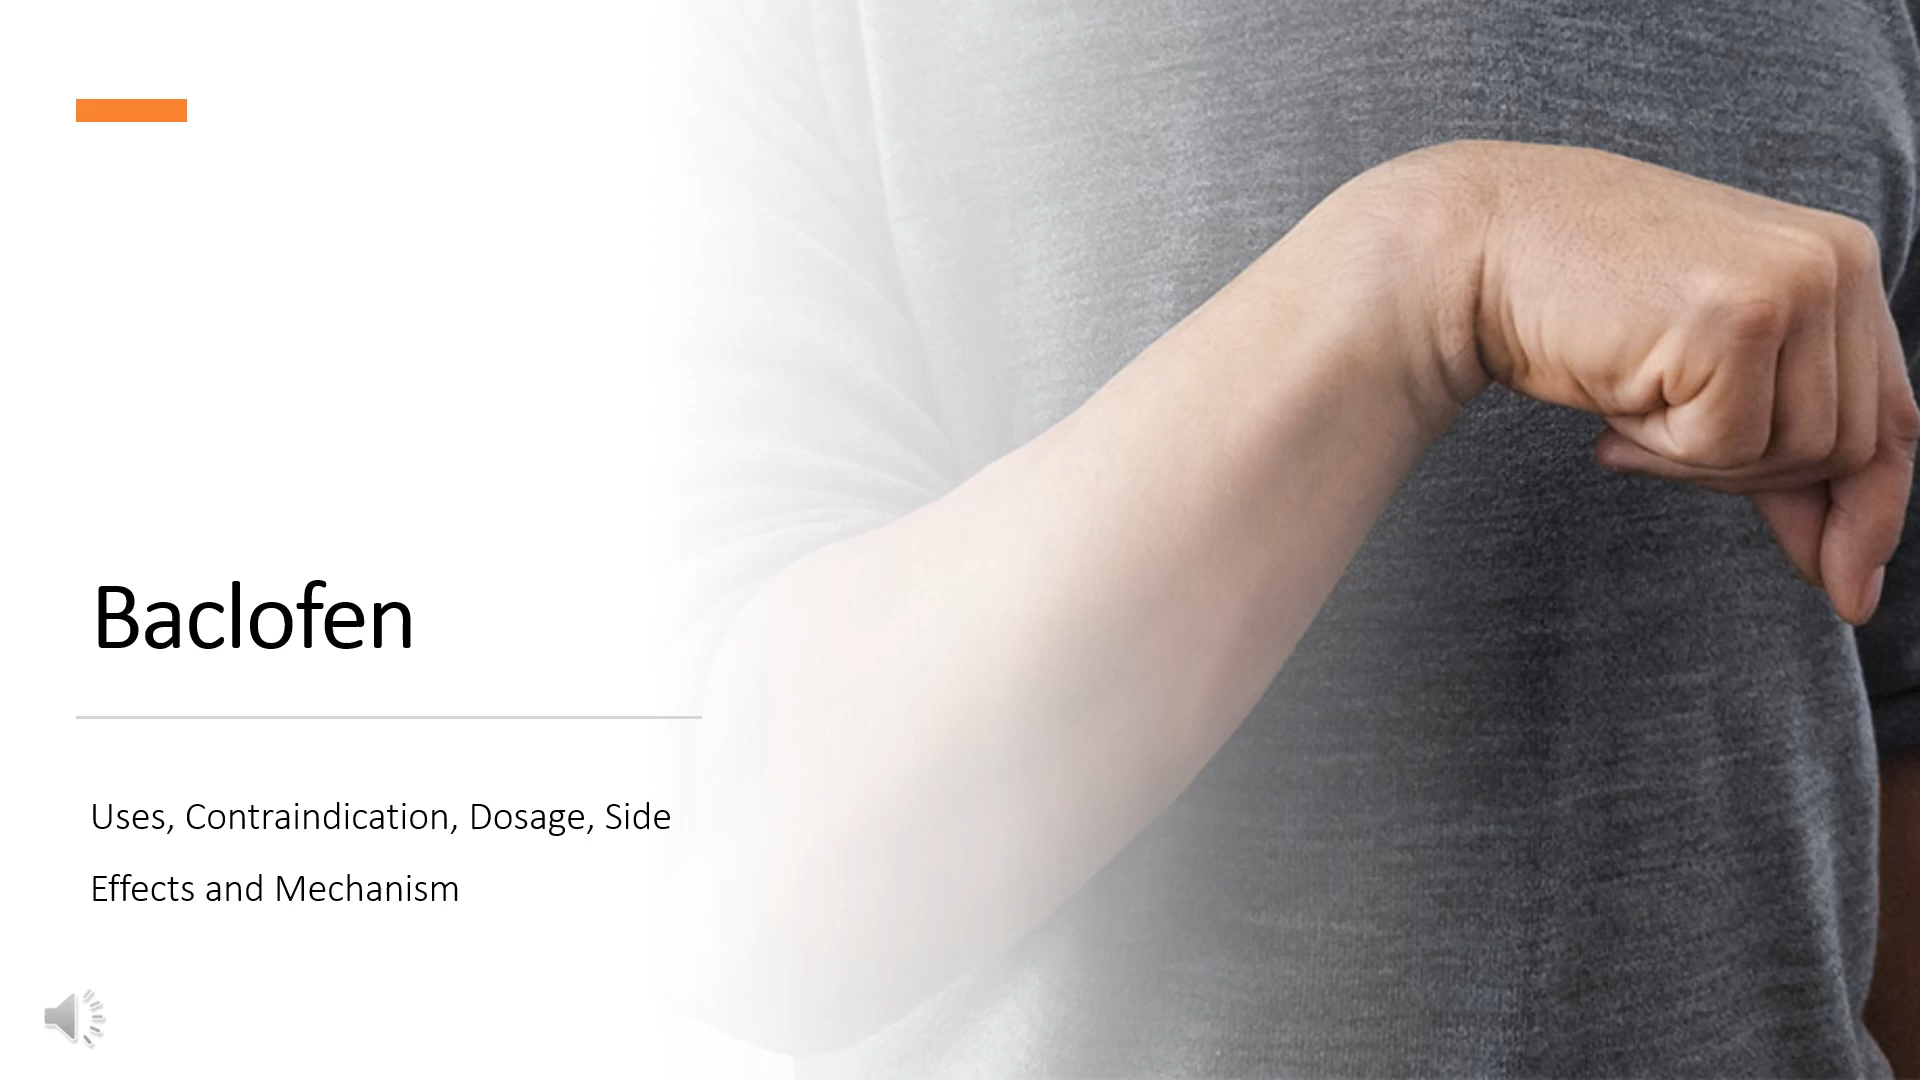 Baclofen
Uses, Contraindication, Dosage, Side
Effects and Mechanism